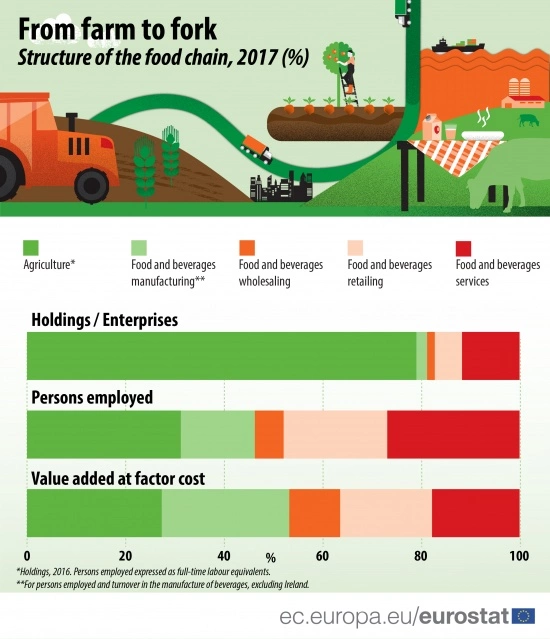 From farm to fork
Structure of the food chain, 2017 (%)
Agriculture*
Food and beverages
manufacturing**
Food and beverages
wholesaling
Food and beverages
retailing
Food and beverages
services
Holdings / Enterprises
Persons employed
Value added at factor cost
0 20 40 % 60 80 100
*Holdings, 2016. Persons employed expressed as full-time labour equivalents.
**For persons employed and turnover in the manufacture of beverages, excluding Ireland.
ec.europa.eu/eurostat